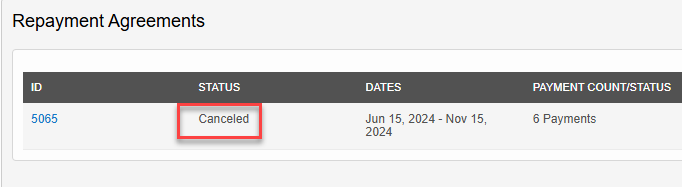 Repayment Agreements
ID STATUS DATES PAYMENT COUNT/STATUS
5065 Canceled Jun 15, 2024 - Nov 15, 6 Payments
2024